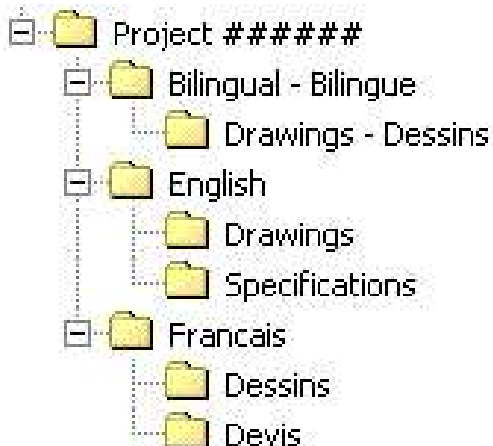 Project ######
Bilingual - Bilingue
Drawings - Dessins
English
Drawings
Specifications
Francais
Dessins
Devis